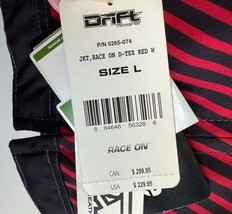 DRIFT
P/N 5265-074
JKT,RACE ON D-TEX RED W
SIZE L
8 84646 56328 6
RACE ON
CAN. $ 299.95
USA $ 229.95